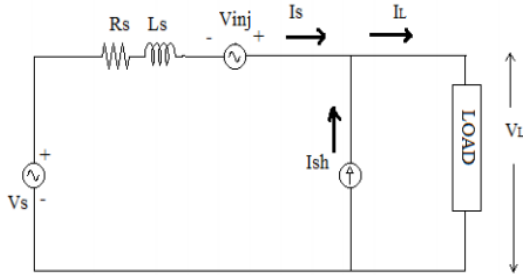 Rs Ls Vinj Is IL
- +
+
Vs -
Ish
LOAD
VL